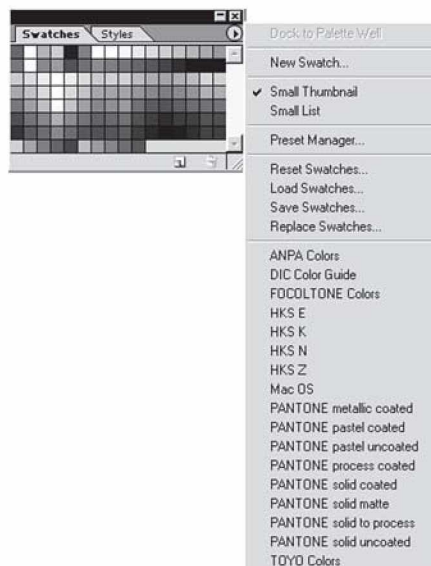 Swatches Styles
Dock to Palette Well
New Swatch...
Small Thumbnail
Small List
Preset Manager...
Reset Swatches...
Load Swatches...
Save Swatches...
Replace Swatches...
ANPA Colors
DIC Color Guide
FOCOLTONE Colors
HKS E
HKS K
HKS N
HKS Z
Mac OS
PANTONE metallic coated
PANTONE pastel coated
PANTONE pastel uncoated
PANTONE process coated
PANTONE solid coated
PANTONE solid matte
PANTONE solid to process
PANTONE solid uncoated
TOYO Colors